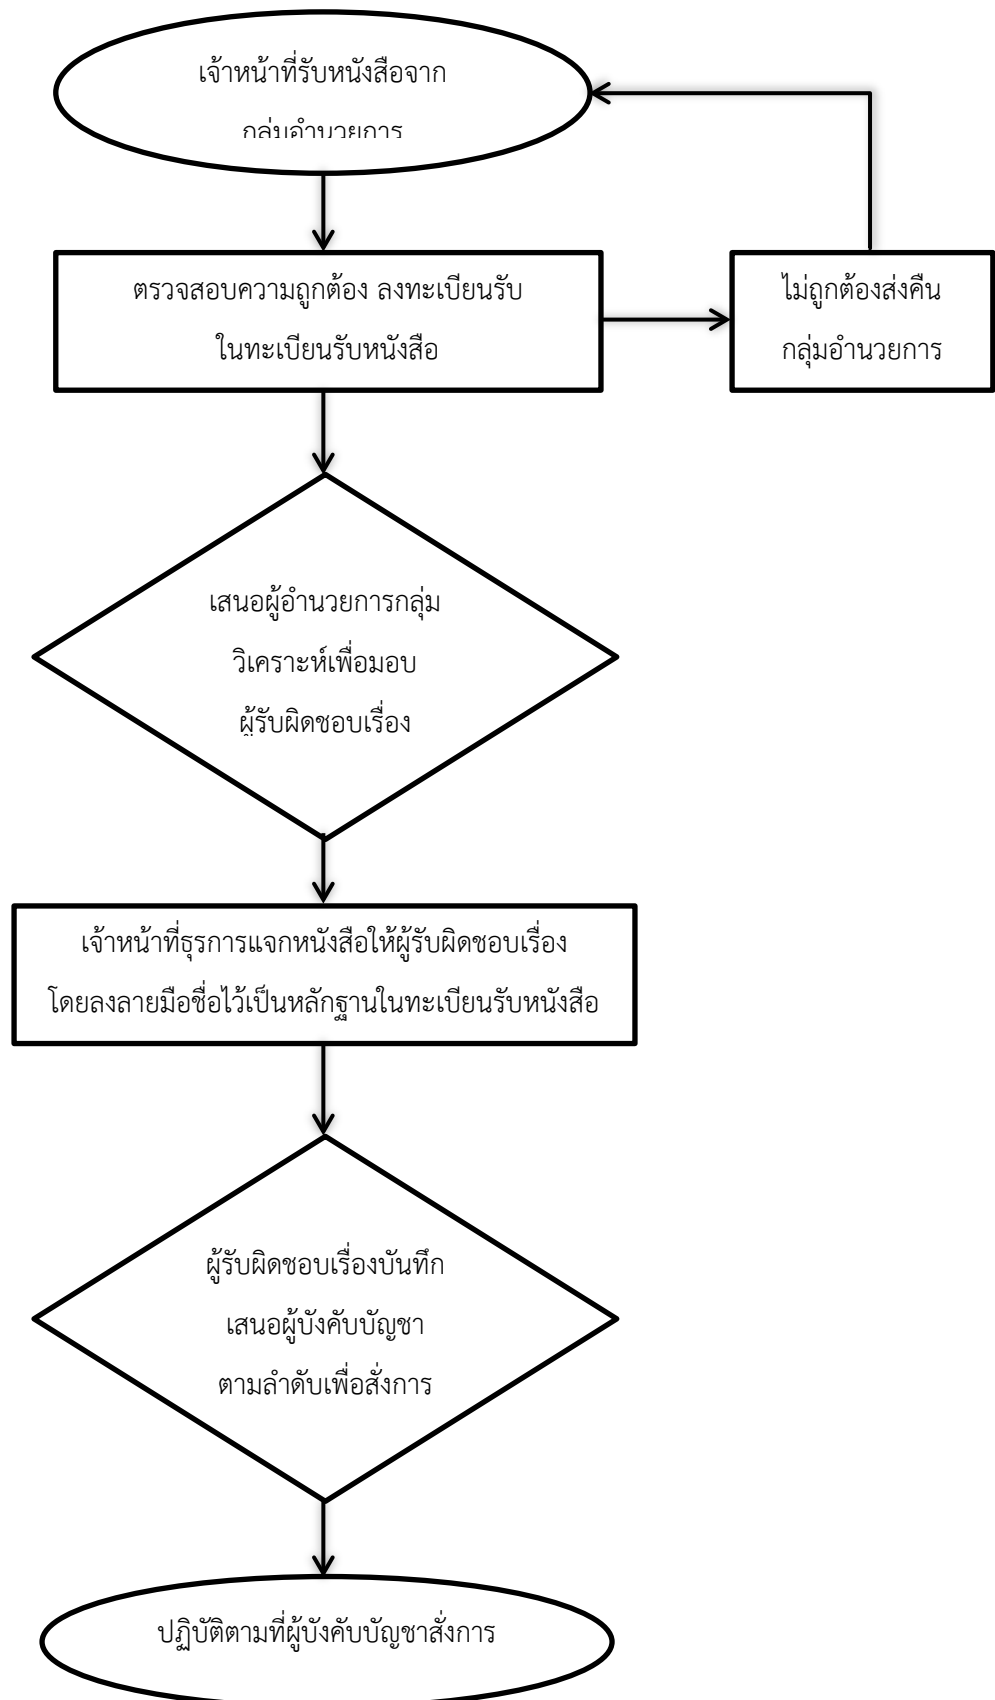 เจ้าหน้าที่รับหนังสือจาก
กลุ่มอำนวยการ
ตรวจสอบความถูกต้อง ลงทะเบียนรับ
ในทะเบียนรับหนังสือ
ไม่ถูกต้องส่งคืน
กลุ่มอำนวยการ
เสนอผู้อำนวยการกลุ่ม
วิเคราะห์เพื่อมอบ
ผู้รับผิดชอบเรื่อง
เจ้าหน้าที่ธุรการแจกหนังสือให้ผู้รับผิดชอบเรื่อง
โดยลงลายมือชื่อไว้เป็นหลักฐานในทะเบียนรับหนังสือ
ผู้รับผิดชอบเรื่องบันทึก
เสนอผู้บังคับบัญชา
ตามลำดับเพื่อสั่งการ
ปฏิบัติตามที่ผู้บังคับบัญชาสั่งการ